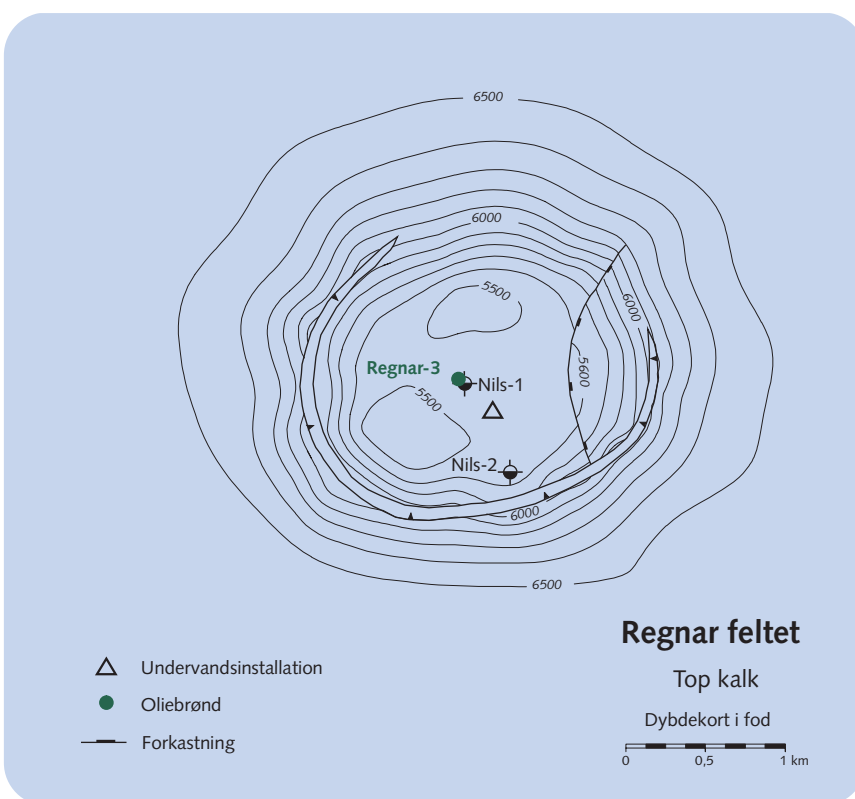 6500
6000
5500
6000
Regnar-3
Nils-1
5600
5500
Nils-2
6000
6500
Regnar feltet
Top kalk
Dybdekort i fod
0 0,5 1 km
Undervandsinstallation
Oliebrønd
Forkastning